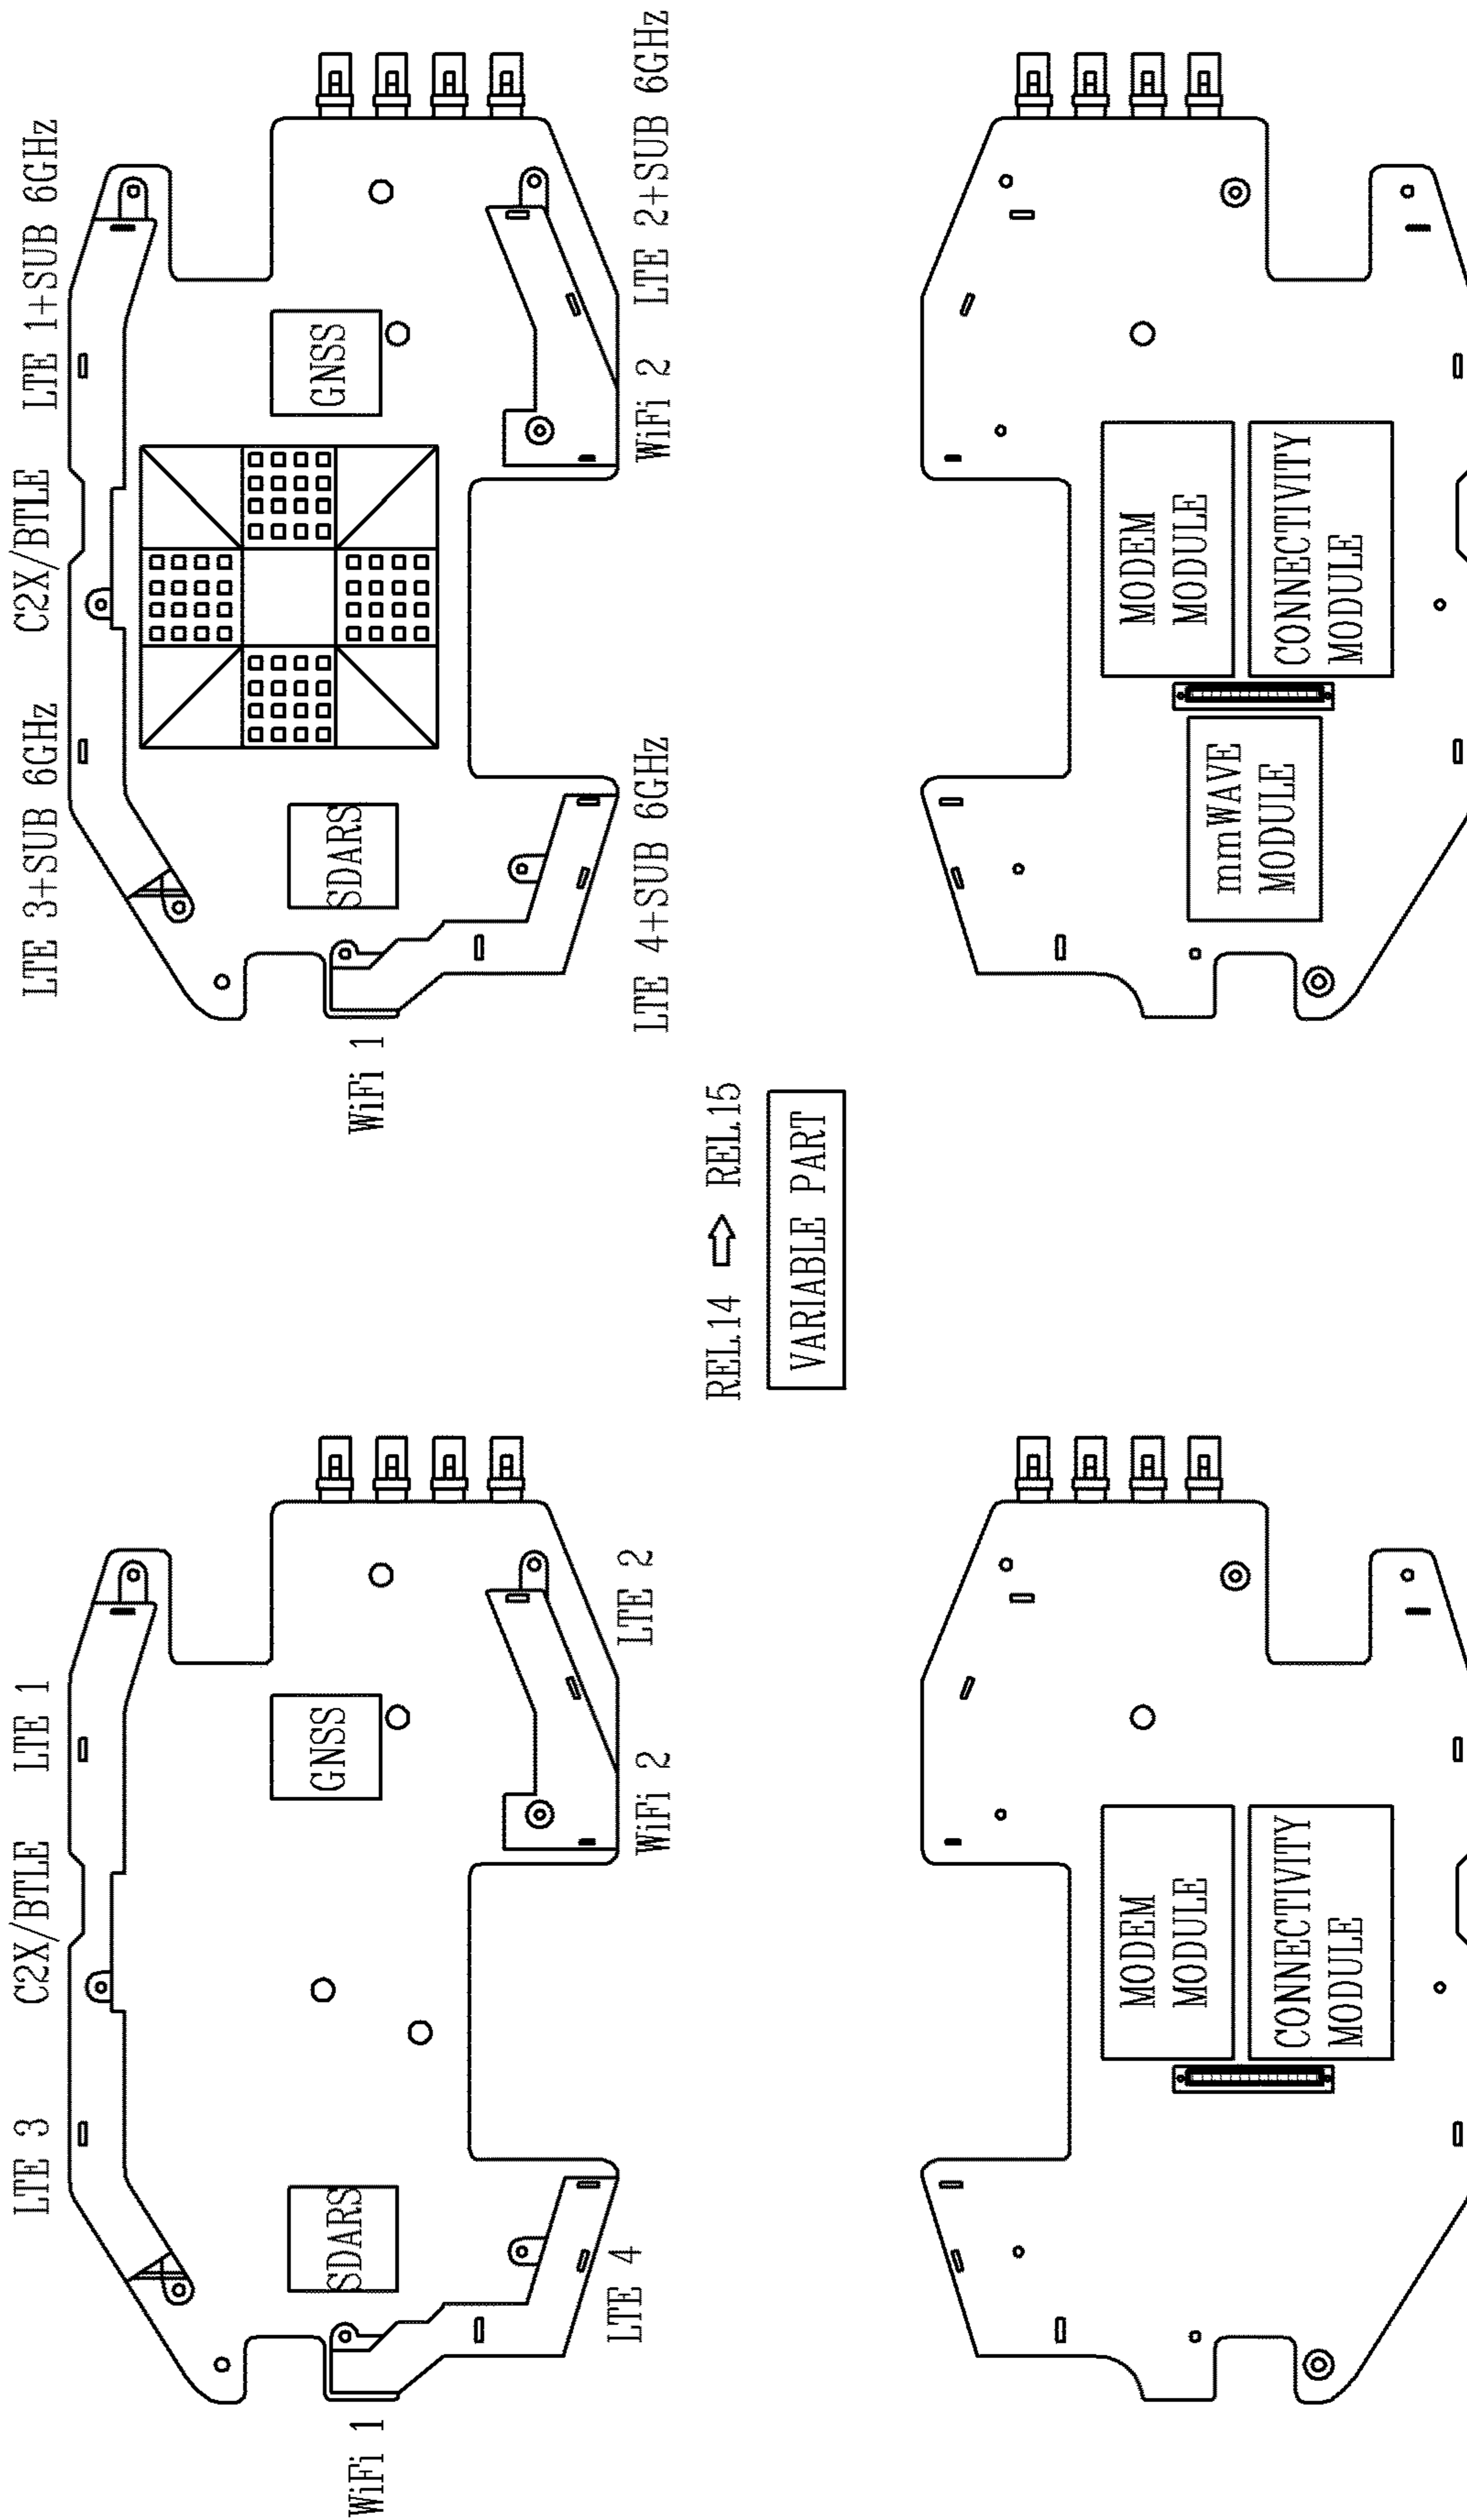 LTE 3
C2X/BTLE
LTE 1
SDARS
GNSS
WiFi 1
LTE 4
WiFi 2
LTE 2
LTE 3+SUB 6GHz
C2X/BTLE
LTE 1+SUB 6GHz
SDARS
GNSS
WiFi 1
LTE 4+SUB 6GHz
WiFi 2
LTE 2+SUB 6GHz
REL.14 ⇨ REL.15
VARIABLE PART
MODEM
MODULE
CONNECTIVITY
MODULE
mmWAVE
MODULE
MODEM
MODULE
CONNECTIVITY
MODULE